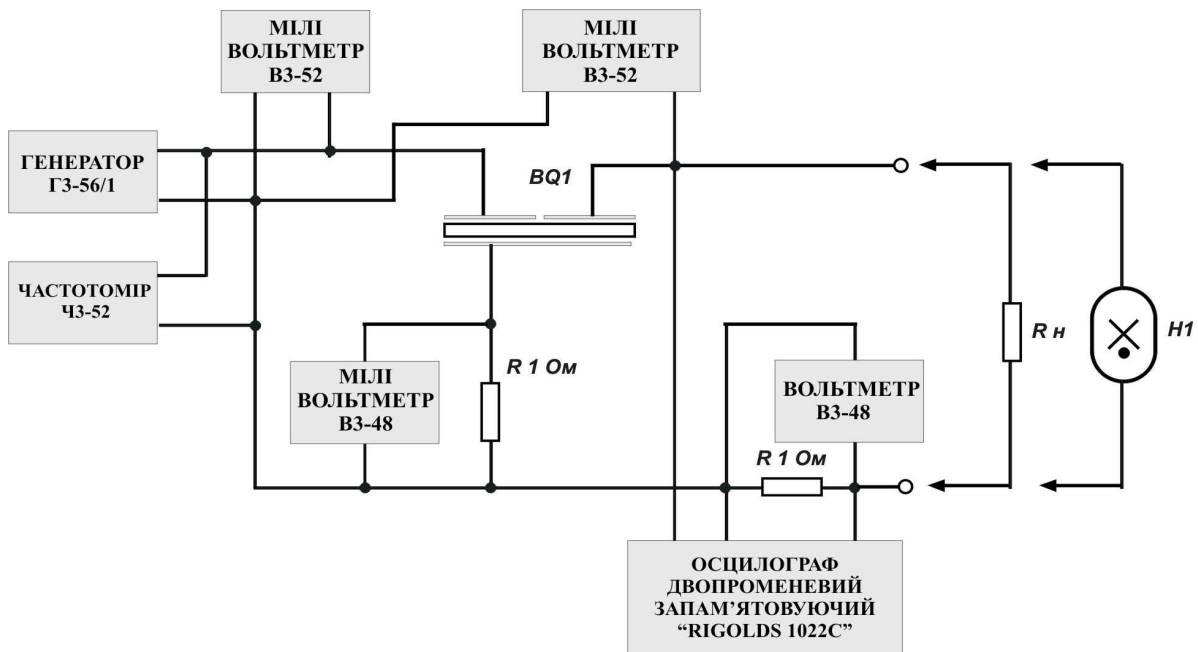 МІЛІ
ВОЛЬТМЕТР
В3-52
МІЛІ
ВОЛЬТМЕТР
В3-52
ГЕНЕРАТОР
Г3-56/1
BQ1
ЧАСТОТОМІР
Ч3-52
R 1 Ом
R н
H1
МІЛІ
ВОЛЬТМЕТР
В3-48
ВОЛЬТМЕТР
В3-48
R 1 Ом
ОСЦИЛОГРАФ
ДВОПРОМЕНЕВИЙ
ЗАПАМ’ЯТОВУЮЧИЙ
“RIGOLDS 1022C”